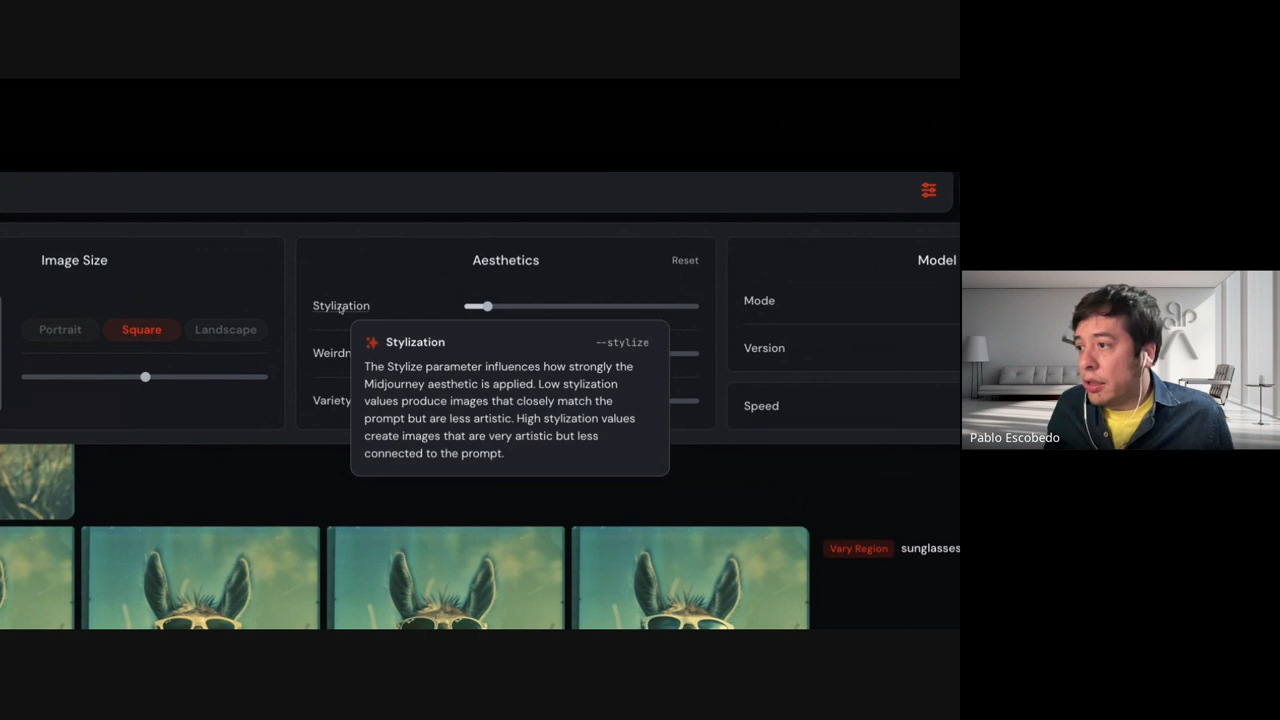 Image Size
Portrait
Square
Landscape
Aesthetics
Reset
Stylization
Weirdn
Variety
Stylization
--stylize
The Stylize parameter influences how strongly the
Midjourney aesthetic is applied. Low stylization
values produce images that closely match the
prompt but are less artistic. High stylization values
create images that are very artistic but less
connected to the prompt.
Model
Mode
Version
Speed
Vary Region
sunglasses
Pablo Escobedo